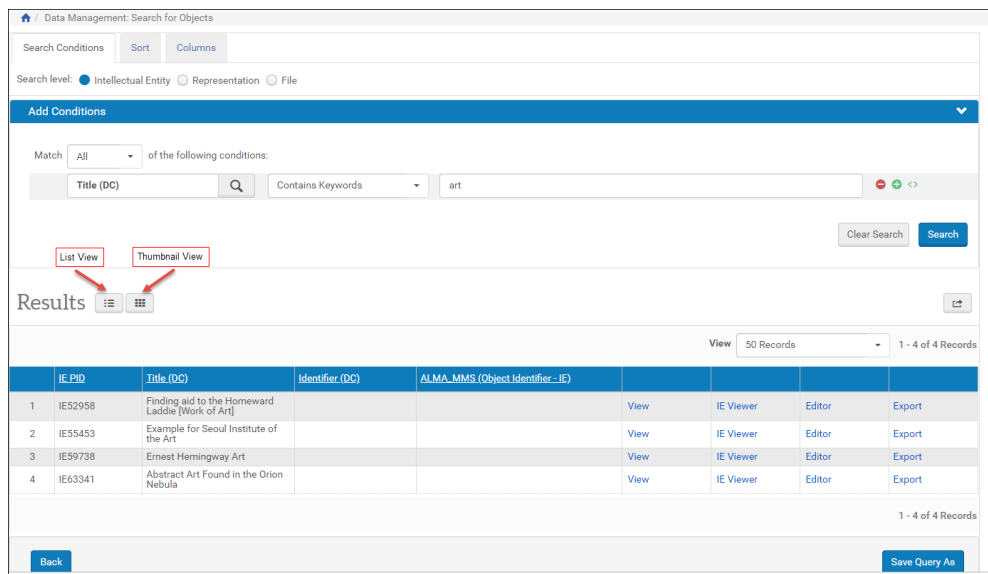 / Data Management: Search for Objects
Search Conditions Sort Columns
Search level: Intellectual Entity Representation File
Add Conditions
Match All of the following conditions:
Title (DC) Contains Keywords art
Clear Search Search
List View Thumbnail View
Results
View 50 Records 1 - 4 of 4 Records
IE PID Title (DC) Identifier (DC) ALMA_MMS (Object Identifier - IE)
1 IE52958 Finding aid to the Homeward
Laddie [Work of Art] View IE Viewer Editor Export
2 IE55453 Example for Seoul Institute of
the Art View IE Viewer Editor Export
3 IE59738 Ernest Hemingway Art View IE Viewer Editor Export
4 IE63341 Abstract Art Found in the Orion
Nebula View IE Viewer Editor Export
1 - 4 of 4 Records
Back Save Query As